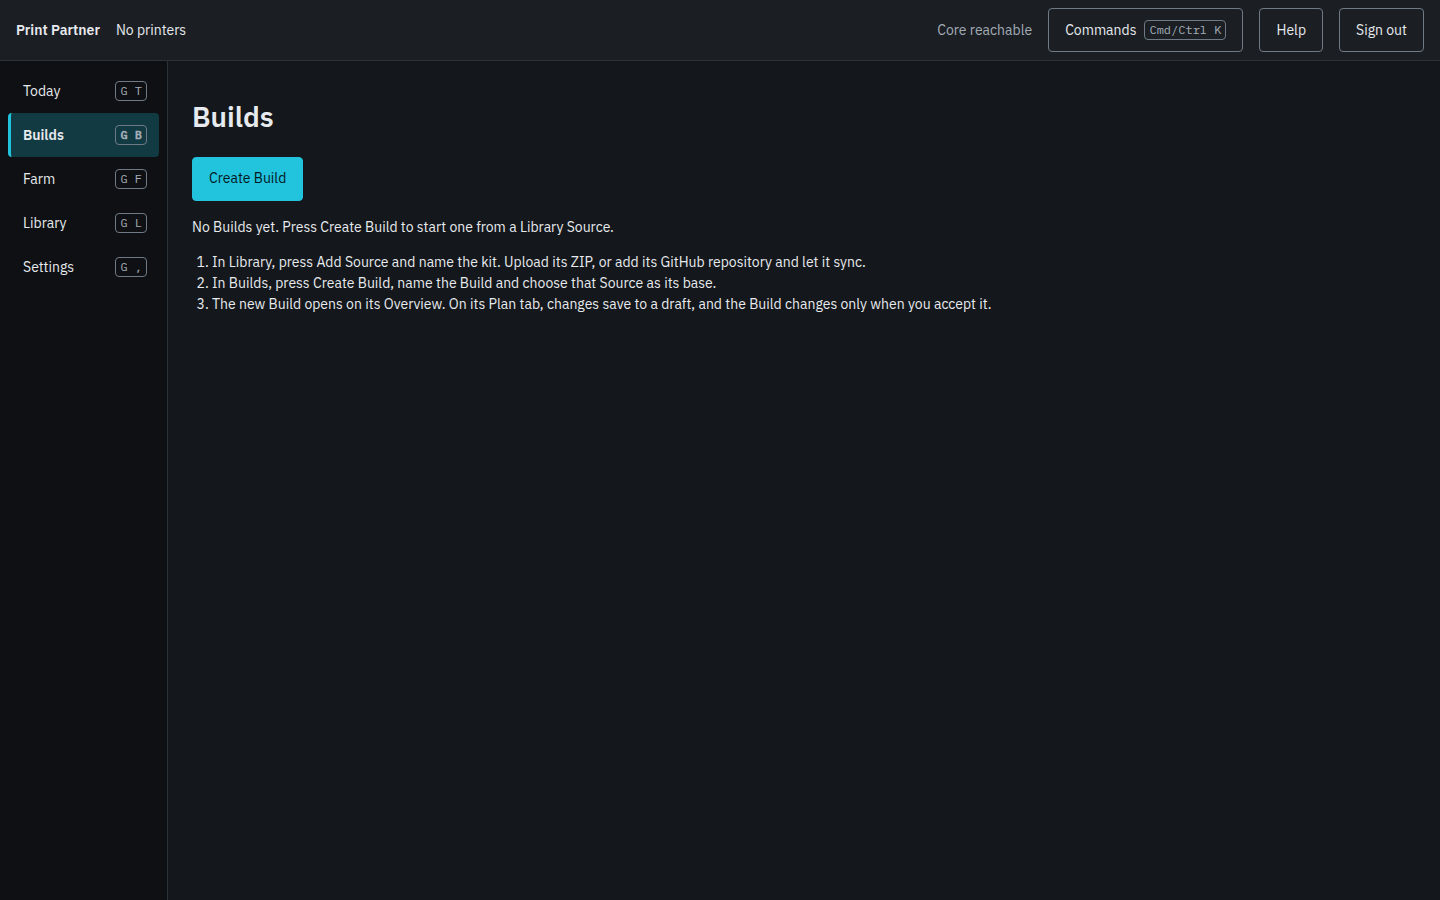 Print Partner No printers Core reachable Commands Cmd/Ctrl K Help Sign out
Today G T
Builds G B
Farm G F
Library G L
Settings G ,
Builds
Create Build
No Builds yet. Press Create Build to start one from a Library Source.
1. In Library, press Add Source and name the kit. Upload its ZIP, or add its GitHub repository and let it sync.
2. In Builds, press Create Build, name the Build and choose that Source as its base.
3. The new Build opens on its Overview. On its Plan tab, changes save to a draft, and the Build changes only when you accept it.